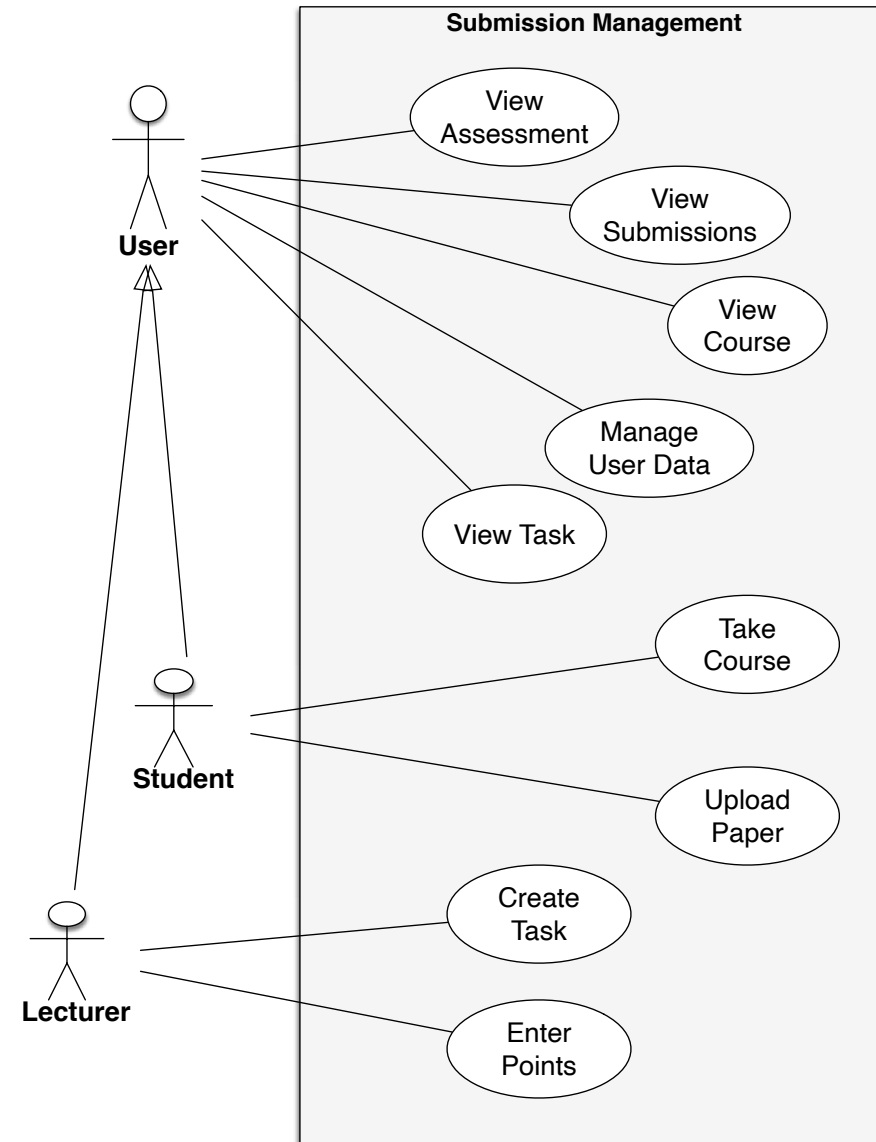 Submission Management
View
Assessment
View
Submissions
User
View
Course
Manage
User Data
View Task
Take
Course
Student
Upload
Paper
Create
Task
Lecturer
Enter
Points